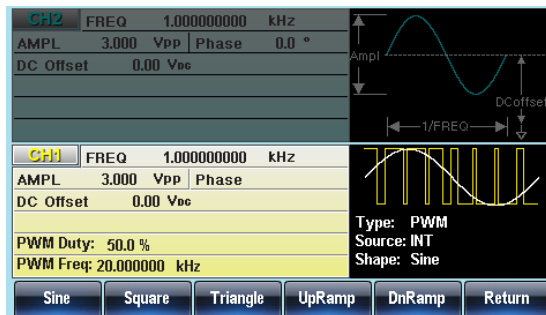 CH2 FREQ 1.000000000 kHz
AMPL 3.000 Vpp Phase 0.0 °
DC Offset 0.00 VDC
Ampl
DCoffset
1/FREQ
CH1 FREQ 1.000000000 kHz
AMPL 3.000 Vpp Phase
DC Offset 0.00 VDC
PWM Duty: 50.0 %
PWM Freq: 20.000000 kHz
Type: PWM
Source: INT
Shape: Sine
Sine Square Triangle UpRamp DnRamp Return